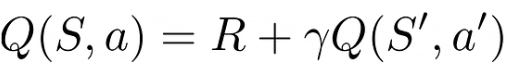 Q(S, a) = R + γQ(S′, a′)